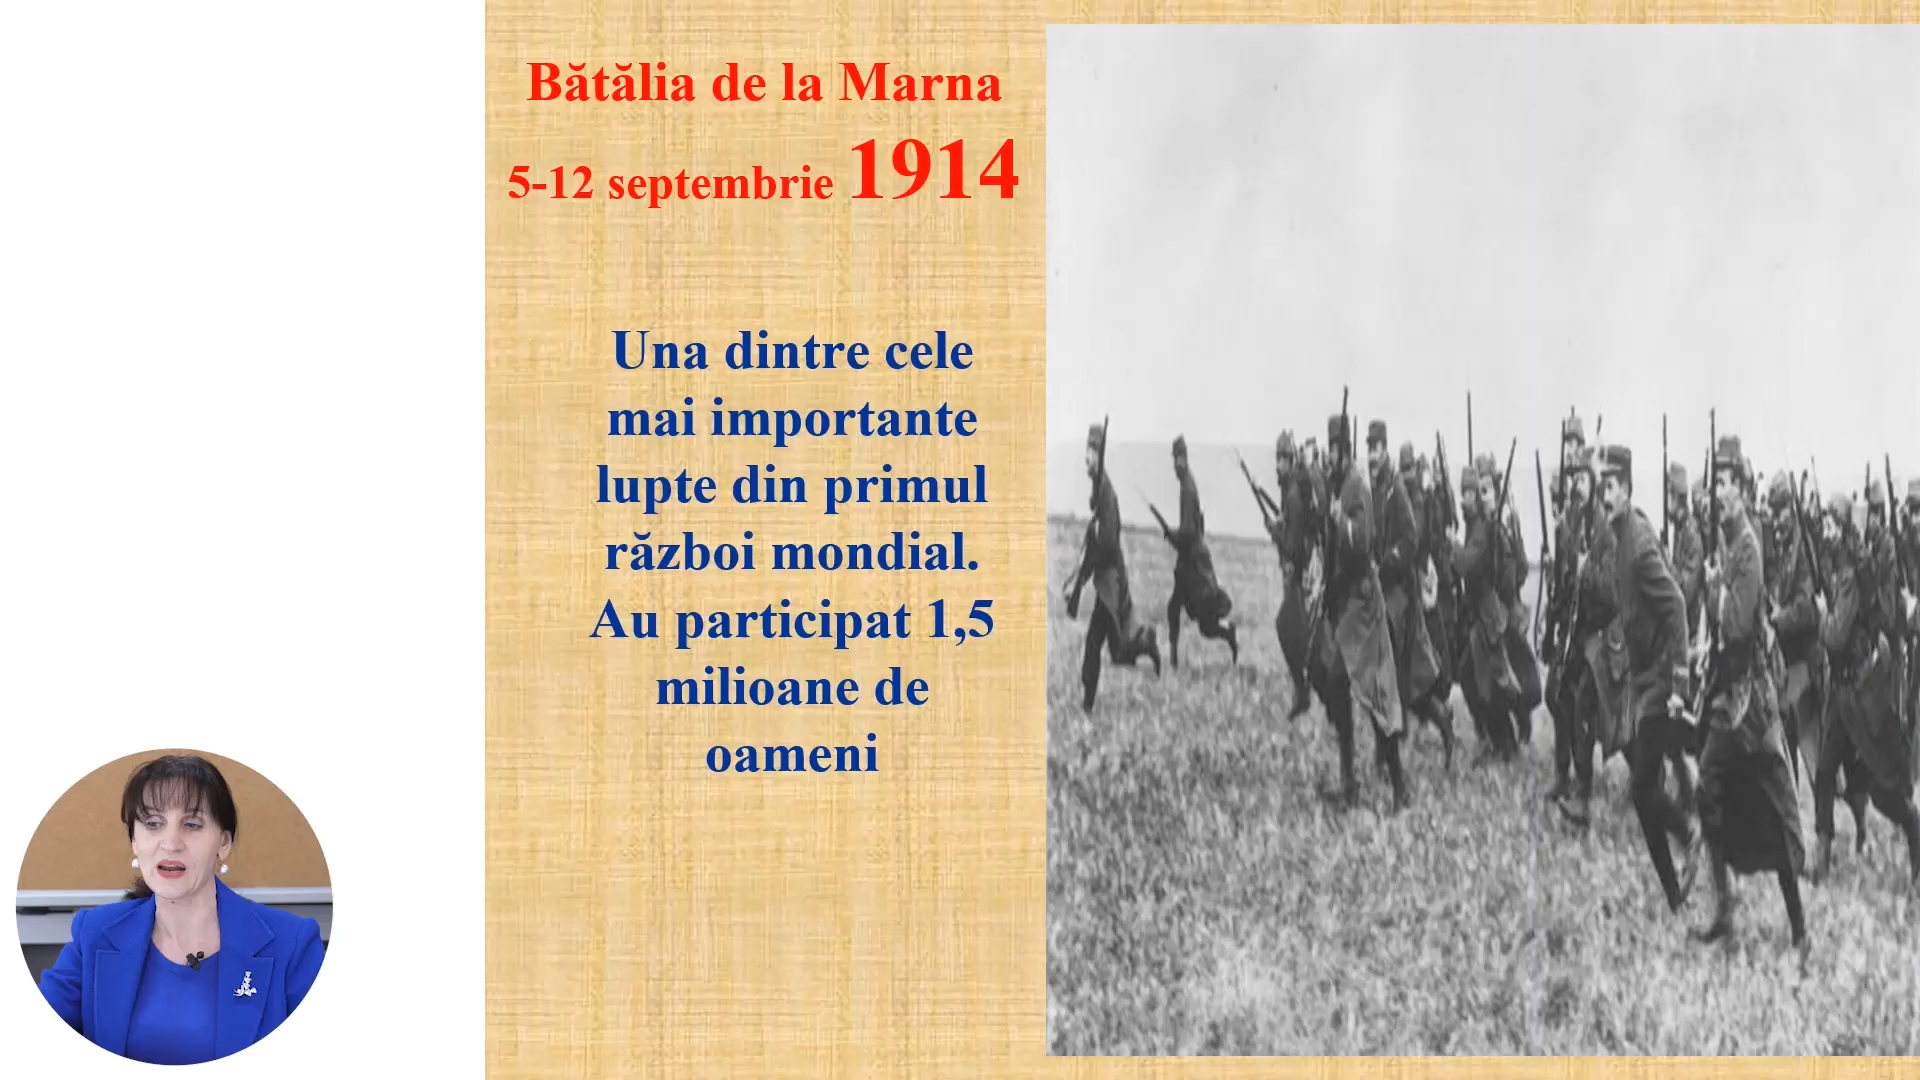 Bătălia de la Marna
5-12 septembrie 1914
Una dintre cele
mai importante
lupte din primul
război mondial.
Au participat 1,5
milioane de
oameni